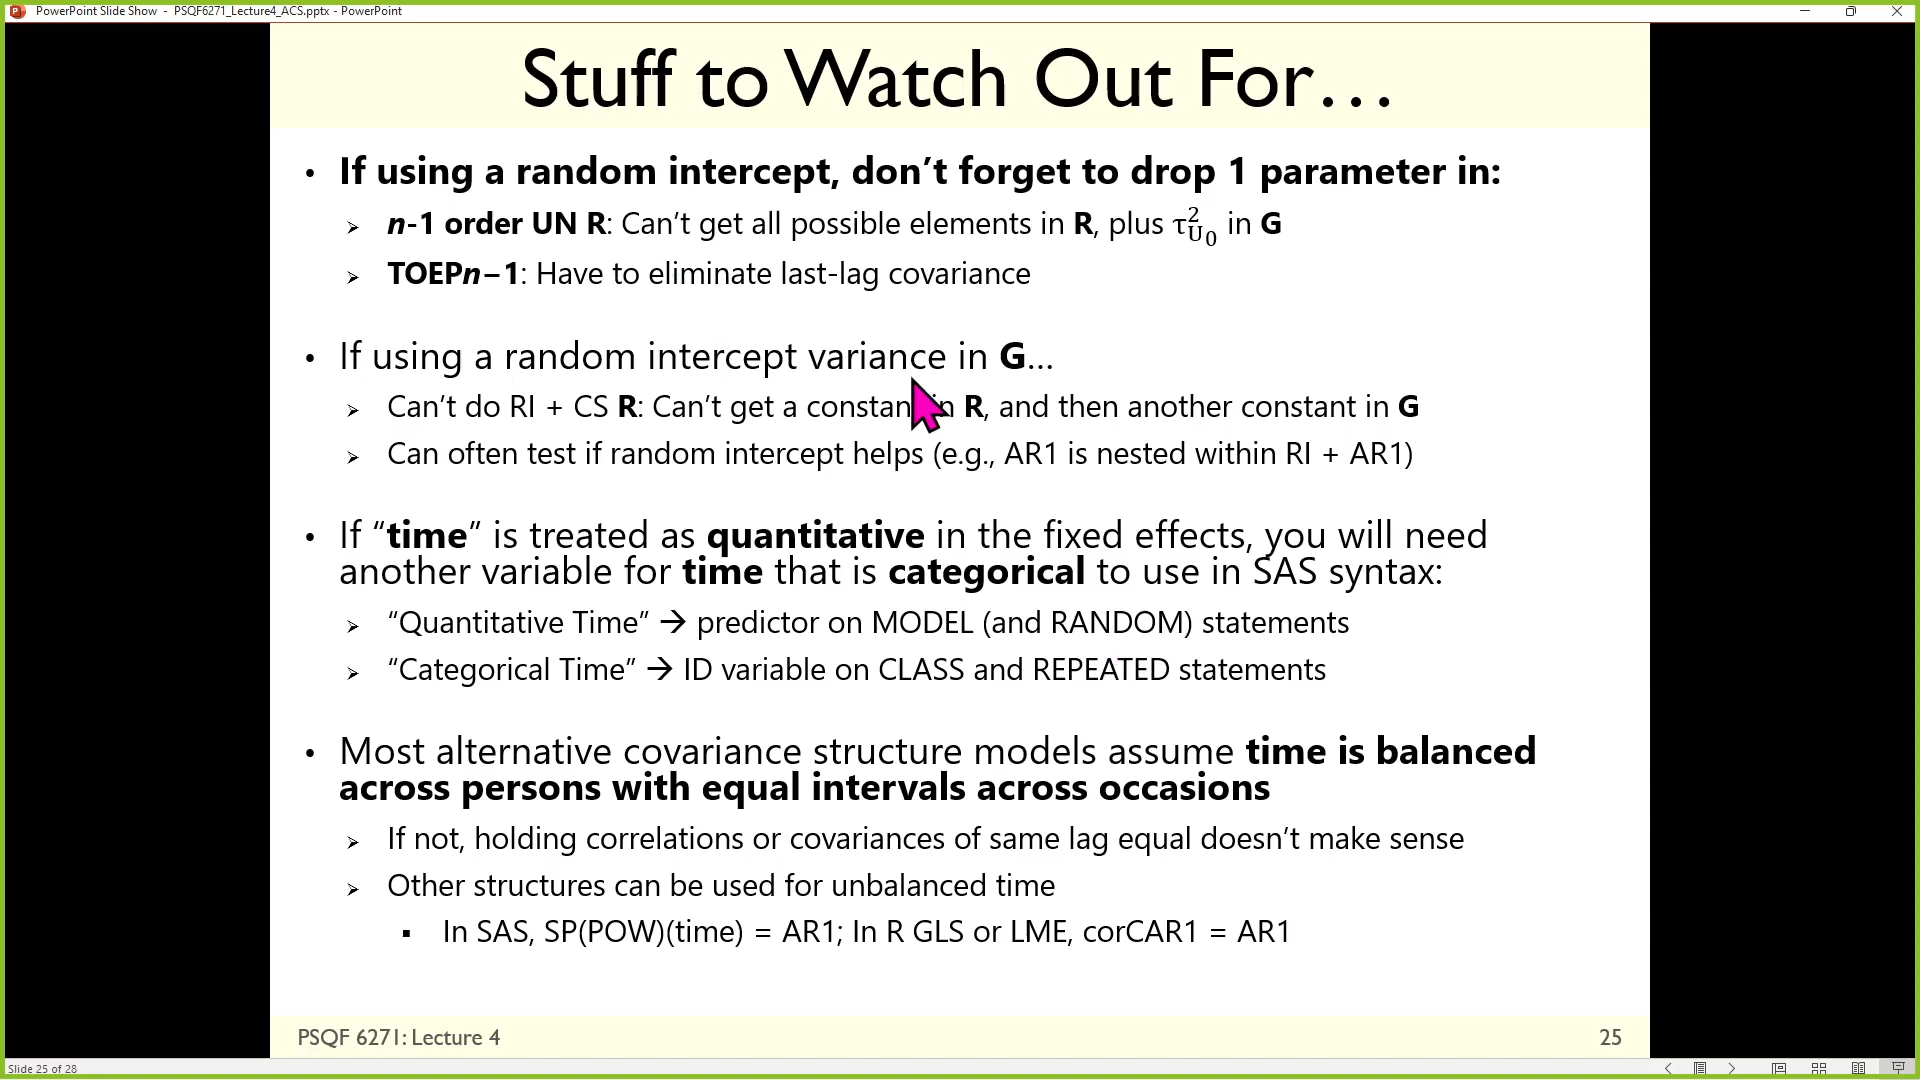 PowerPoint Slide Show - PSQF6271_Lecture4_ACS.pptx - PowerPoint
Stuff to Watch Out For…
• If using a random intercept, don’t forget to drop 1 parameter in:
➢ n-1 order UN R: Can’t get all possible elements in R, plus τ²U₀ in G
➢ TOEPn−1: Have to eliminate last-lag covariance
• If using a random intercept variance in G…
➢ Can’t do RI + CS R: Can’t get a constant in R, and then another constant in G
➢ Can often test if random intercept helps (e.g., AR1 is nested within RI + AR1)
• If “time” is treated as quantitative in the fixed effects, you will need
another variable for time that is categorical to use in SAS syntax:
➢ “Quantitative Time” → predictor on MODEL (and RANDOM) statements
➢ “Categorical Time” → ID variable on CLASS and REPEATED statements
• Most alternative covariance structure models assume time is balanced
across persons with equal intervals across occasions
➢ If not, holding correlations or covariances of same lag equal doesn’t make sense
➢ Other structures can be used for unbalanced time
▪ In SAS, SP(POW)(time) = AR1; In R GLS or LME, corCAR1 = AR1
PSQF 6271: Lecture 4
25
Slide 25 of 28